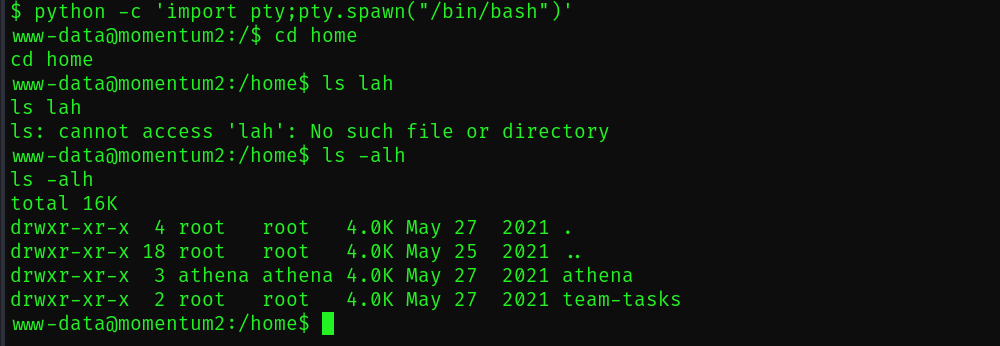 $ python -c 'import pty;pty.spawn("/bin/bash")'
www-data@momentum2:/$ cd home
cd home
www-data@momentum2:/home$ ls lah
ls lah
ls: cannot access 'lah': No such file or directory
www-data@momentum2:/home$ ls -alh
ls -alh
total 16K
drwxr-xr-x  4 root   root   4.0K May 27  2021 .
drwxr-xr-x 18 root   root   4.0K May 25  2021 ..
drwxr-xr-x  3 athena athena 4.0K May 27  2021 athena
drwxr-xr-x  2 root   root   4.0K May 27  2021 team-tasks
www-data@momentum2:/home$